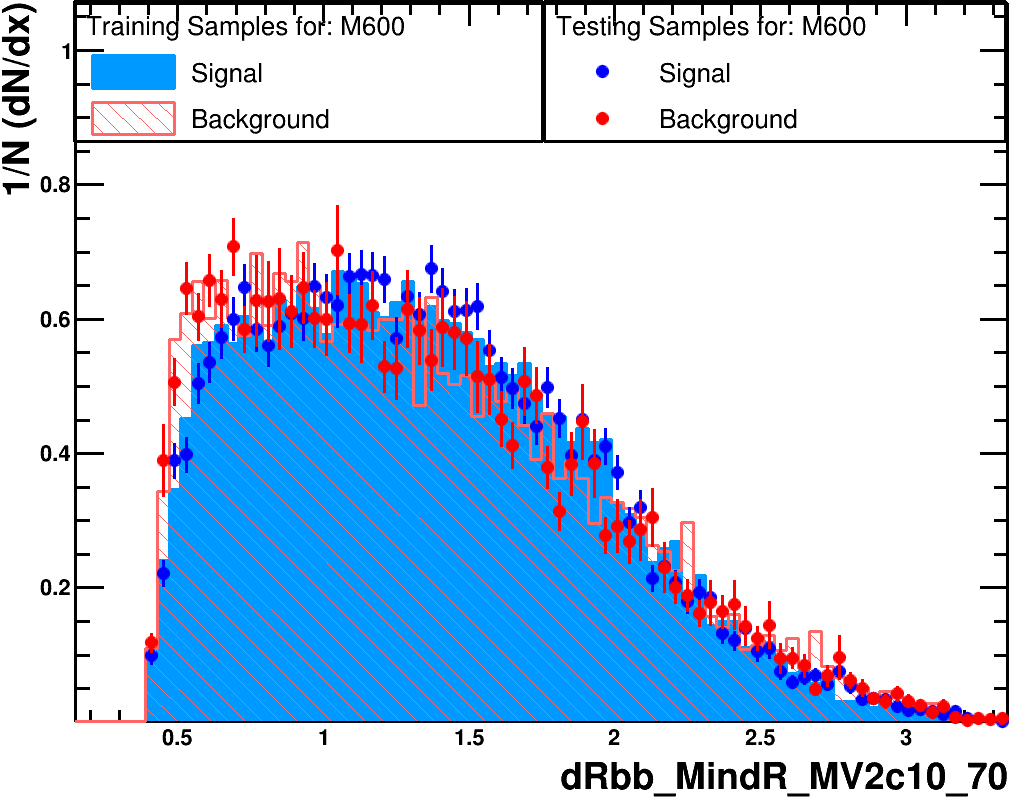 Training Samples for: M600
Signal
Background
Testing Samples for: M600
Signal
Background
1/N (dN/dx)
1
0.8
0.6
0.4
0.2
0.5
1
1.5
2
2.5
3
dRbb_MindR_MV2c10_70